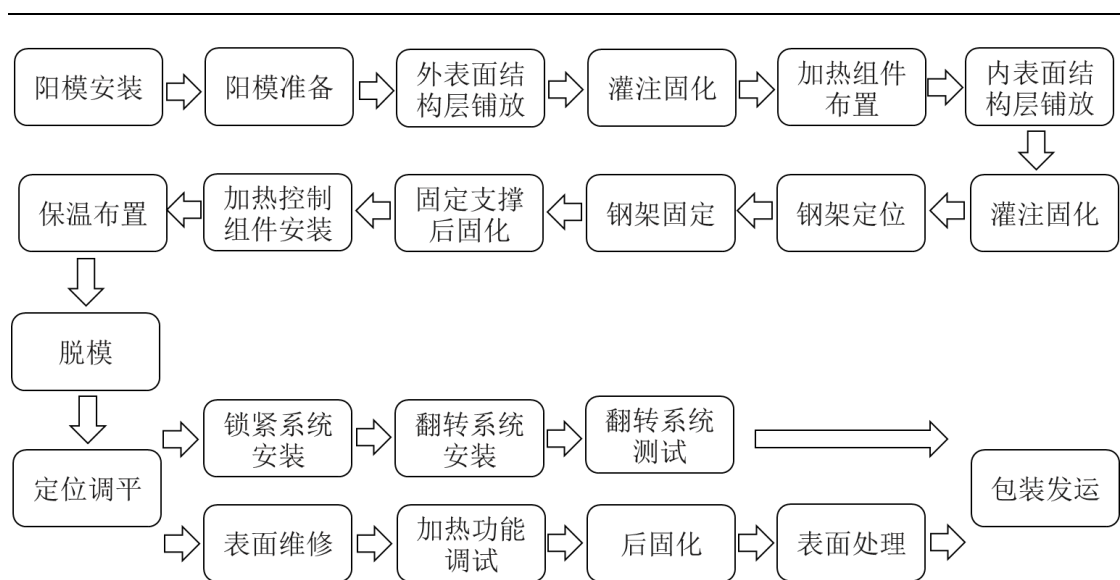 阳模安装
阳模准备
外表面结
构层铺放
灌注固化
加热组件
布置
内表面结
构层铺放
灌注固化
钢架定位
钢架固定
固定支撑
后固化
加热控制
组件安装
保温布置
脱模
定位调平
锁紧系统
安装
翻转系统
安装
翻转系统
测试
表面维修
加热功能
调试
后固化
表面处理
包装发运